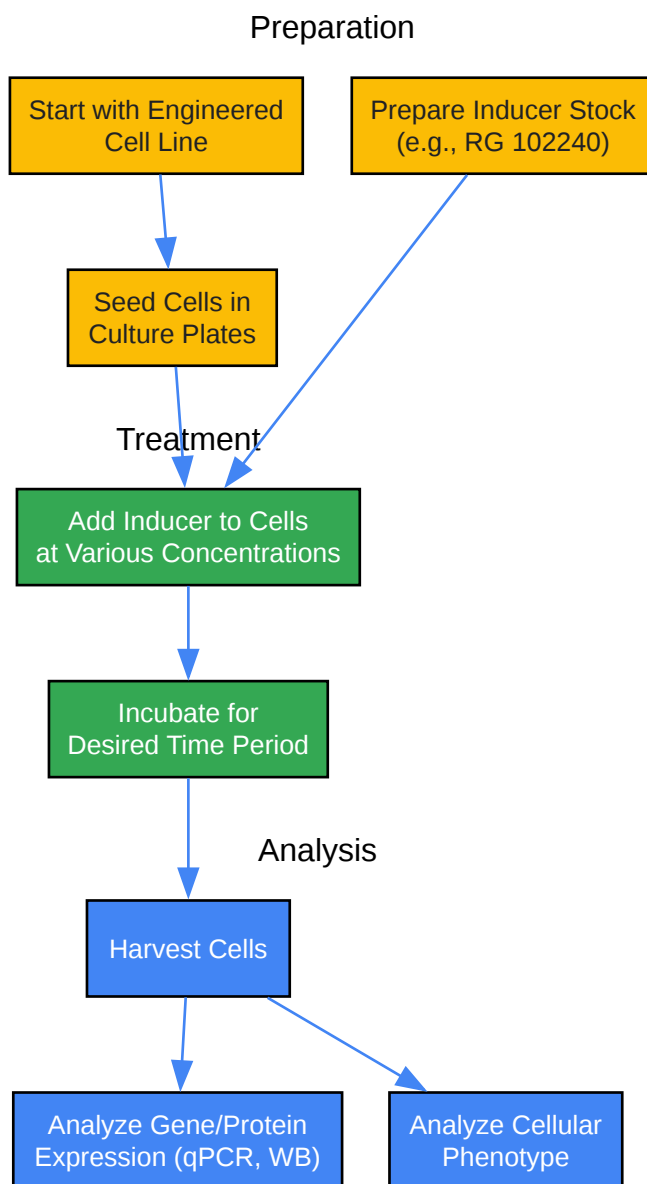 Preparation
Start with Engineered
Cell Line
Prepare Inducer Stock
(e.g., RG 102240)
Seed Cells in
Culture Plates
Treatment
Add Inducer to Cells
at Various Concentrations
Incubate for
Desired Time Period
Analysis
Harvest Cells
Analyze Gene/Protein
Expression (qPCR, WB)
Analyze Cellular
Phenotype